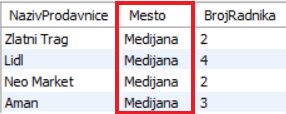 NazivProdavnice Mesto BrojRadnika
Zlatni Trag Medijana 2
Lidl Medijana 4
Neo Market Medijana 2
Aman Medijana 3